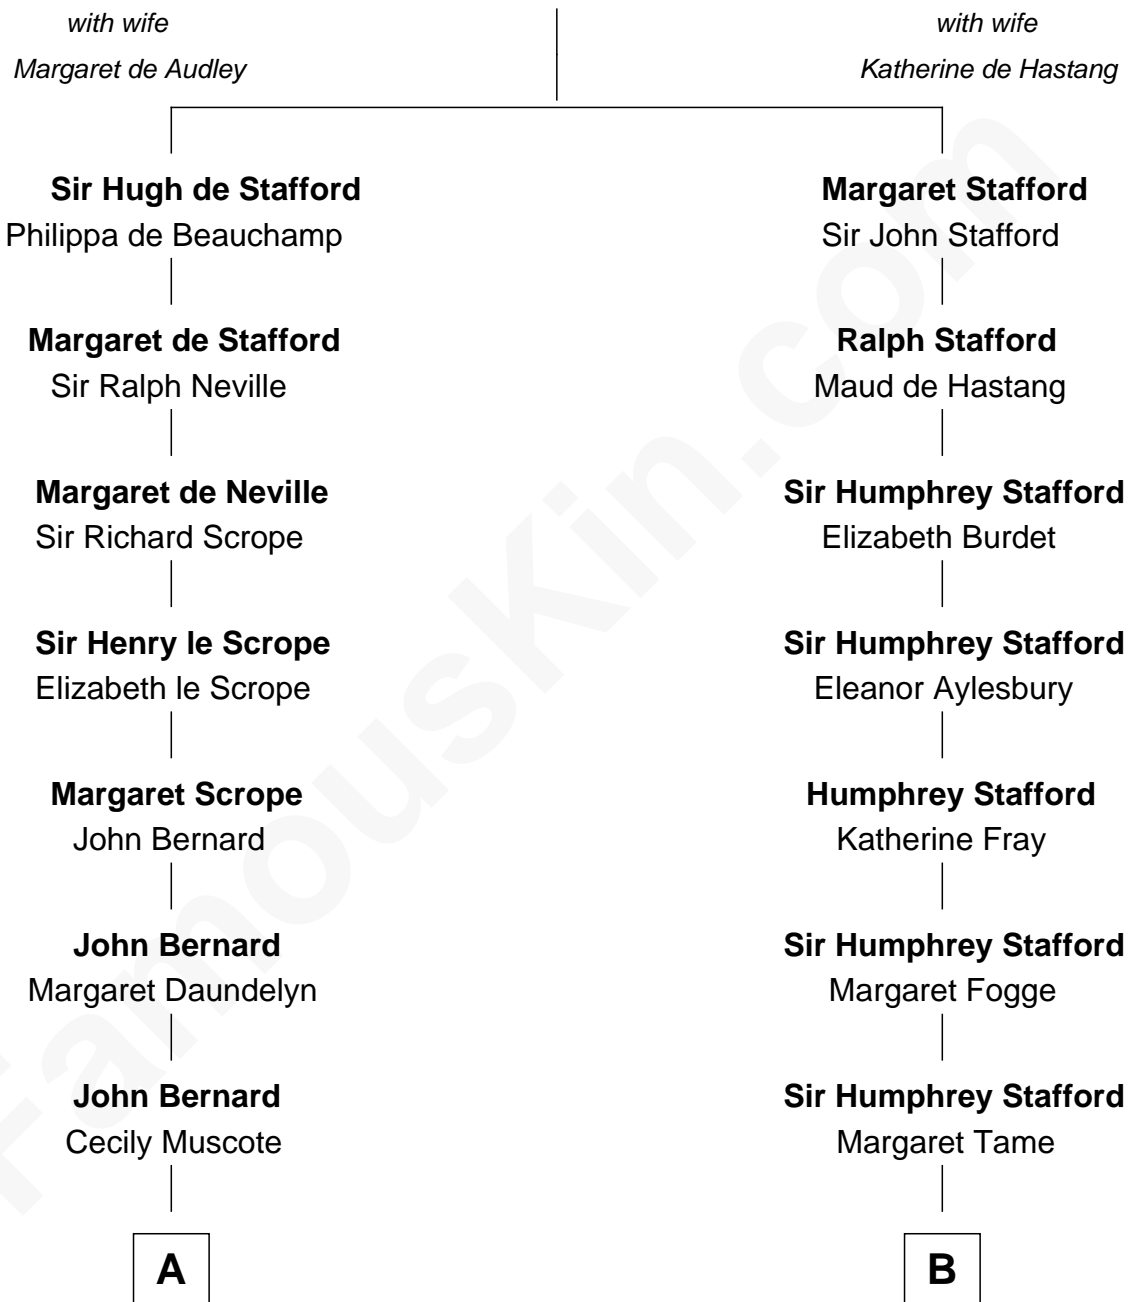 with wife
Margaret de Audley
with wife
Katherine de Hastang
Sir Hugh de Stafford
Philippa de Beauchamp
Margaret Stafford
Sir John Stafford
Margaret de Stafford
Sir Ralph Neville
Ralph Stafford
Maud de Hastang
Margaret de Neville
Sir Richard Scrope
Sir Humphrey Stafford
Elizabeth Burdet
Sir Henry le Scrope
Elizabeth le Scrope
Sir Humphrey Stafford
Eleanor Aylesbury
Margaret Scrope
John Bernard
Humphrey Stafford
Katherine Fray
John Bernard
Margaret Daundelyn
Sir Humphrey Stafford
Margaret Fogge
John Bernard
Cecily Muscote
Sir Humphrey Stafford
Margaret Tame
A
B
FamousKin.com